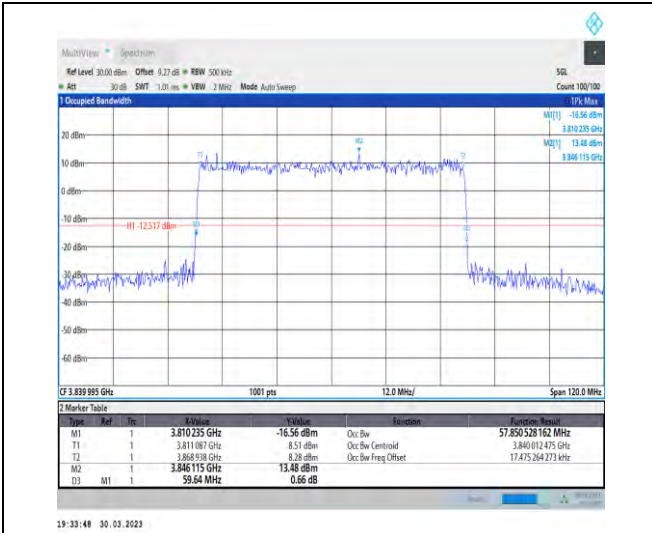 MultiView Spectrum
Ref Level 30.00 dBm Offset 9.27 dB RBW 500 kHz SGL
Att 30 dB SWT 1.01 ms VBW 2 MHz Mode Auto Sweep Count 100/100
1 Occupied Bandwidth 1Pk Max
M1[1] -16.56 dBm
3.810 235 GHz
20 dBm M2[1] 13.48 dBm
M2 3.846 115 GHz
T1 T2
10 dBm
0 dBm
-10 dBm
H1 -12.517 dBm
-20 dBm
-30 dBm
-40 dBm
-50 dBm
-60 dBm
CF 3.839 995 GHz 1001 pts 12.0 MHz/ Span 120.0 MHz
2 Marker Table
Type Ref Trc X-Value Y-Value Function Function Result
M1 1 3.810 235 GHz -16.56 dBm Occ Bw 57.850 528 162 MHz
T1 1 3.811 087 GHz 8.51 dBm Occ Bw Centroid 3.840 012 475 GHz
T2 1 3.868 938 GHz 8.28 dBm Occ Bw Freq Offset 17.475 264 273 kHz
M2 1 3.846 115 GHz 13.48 dBm
D3 M1 1 59.64 MHz 0.66 dB
19:33:48 30.03.2023